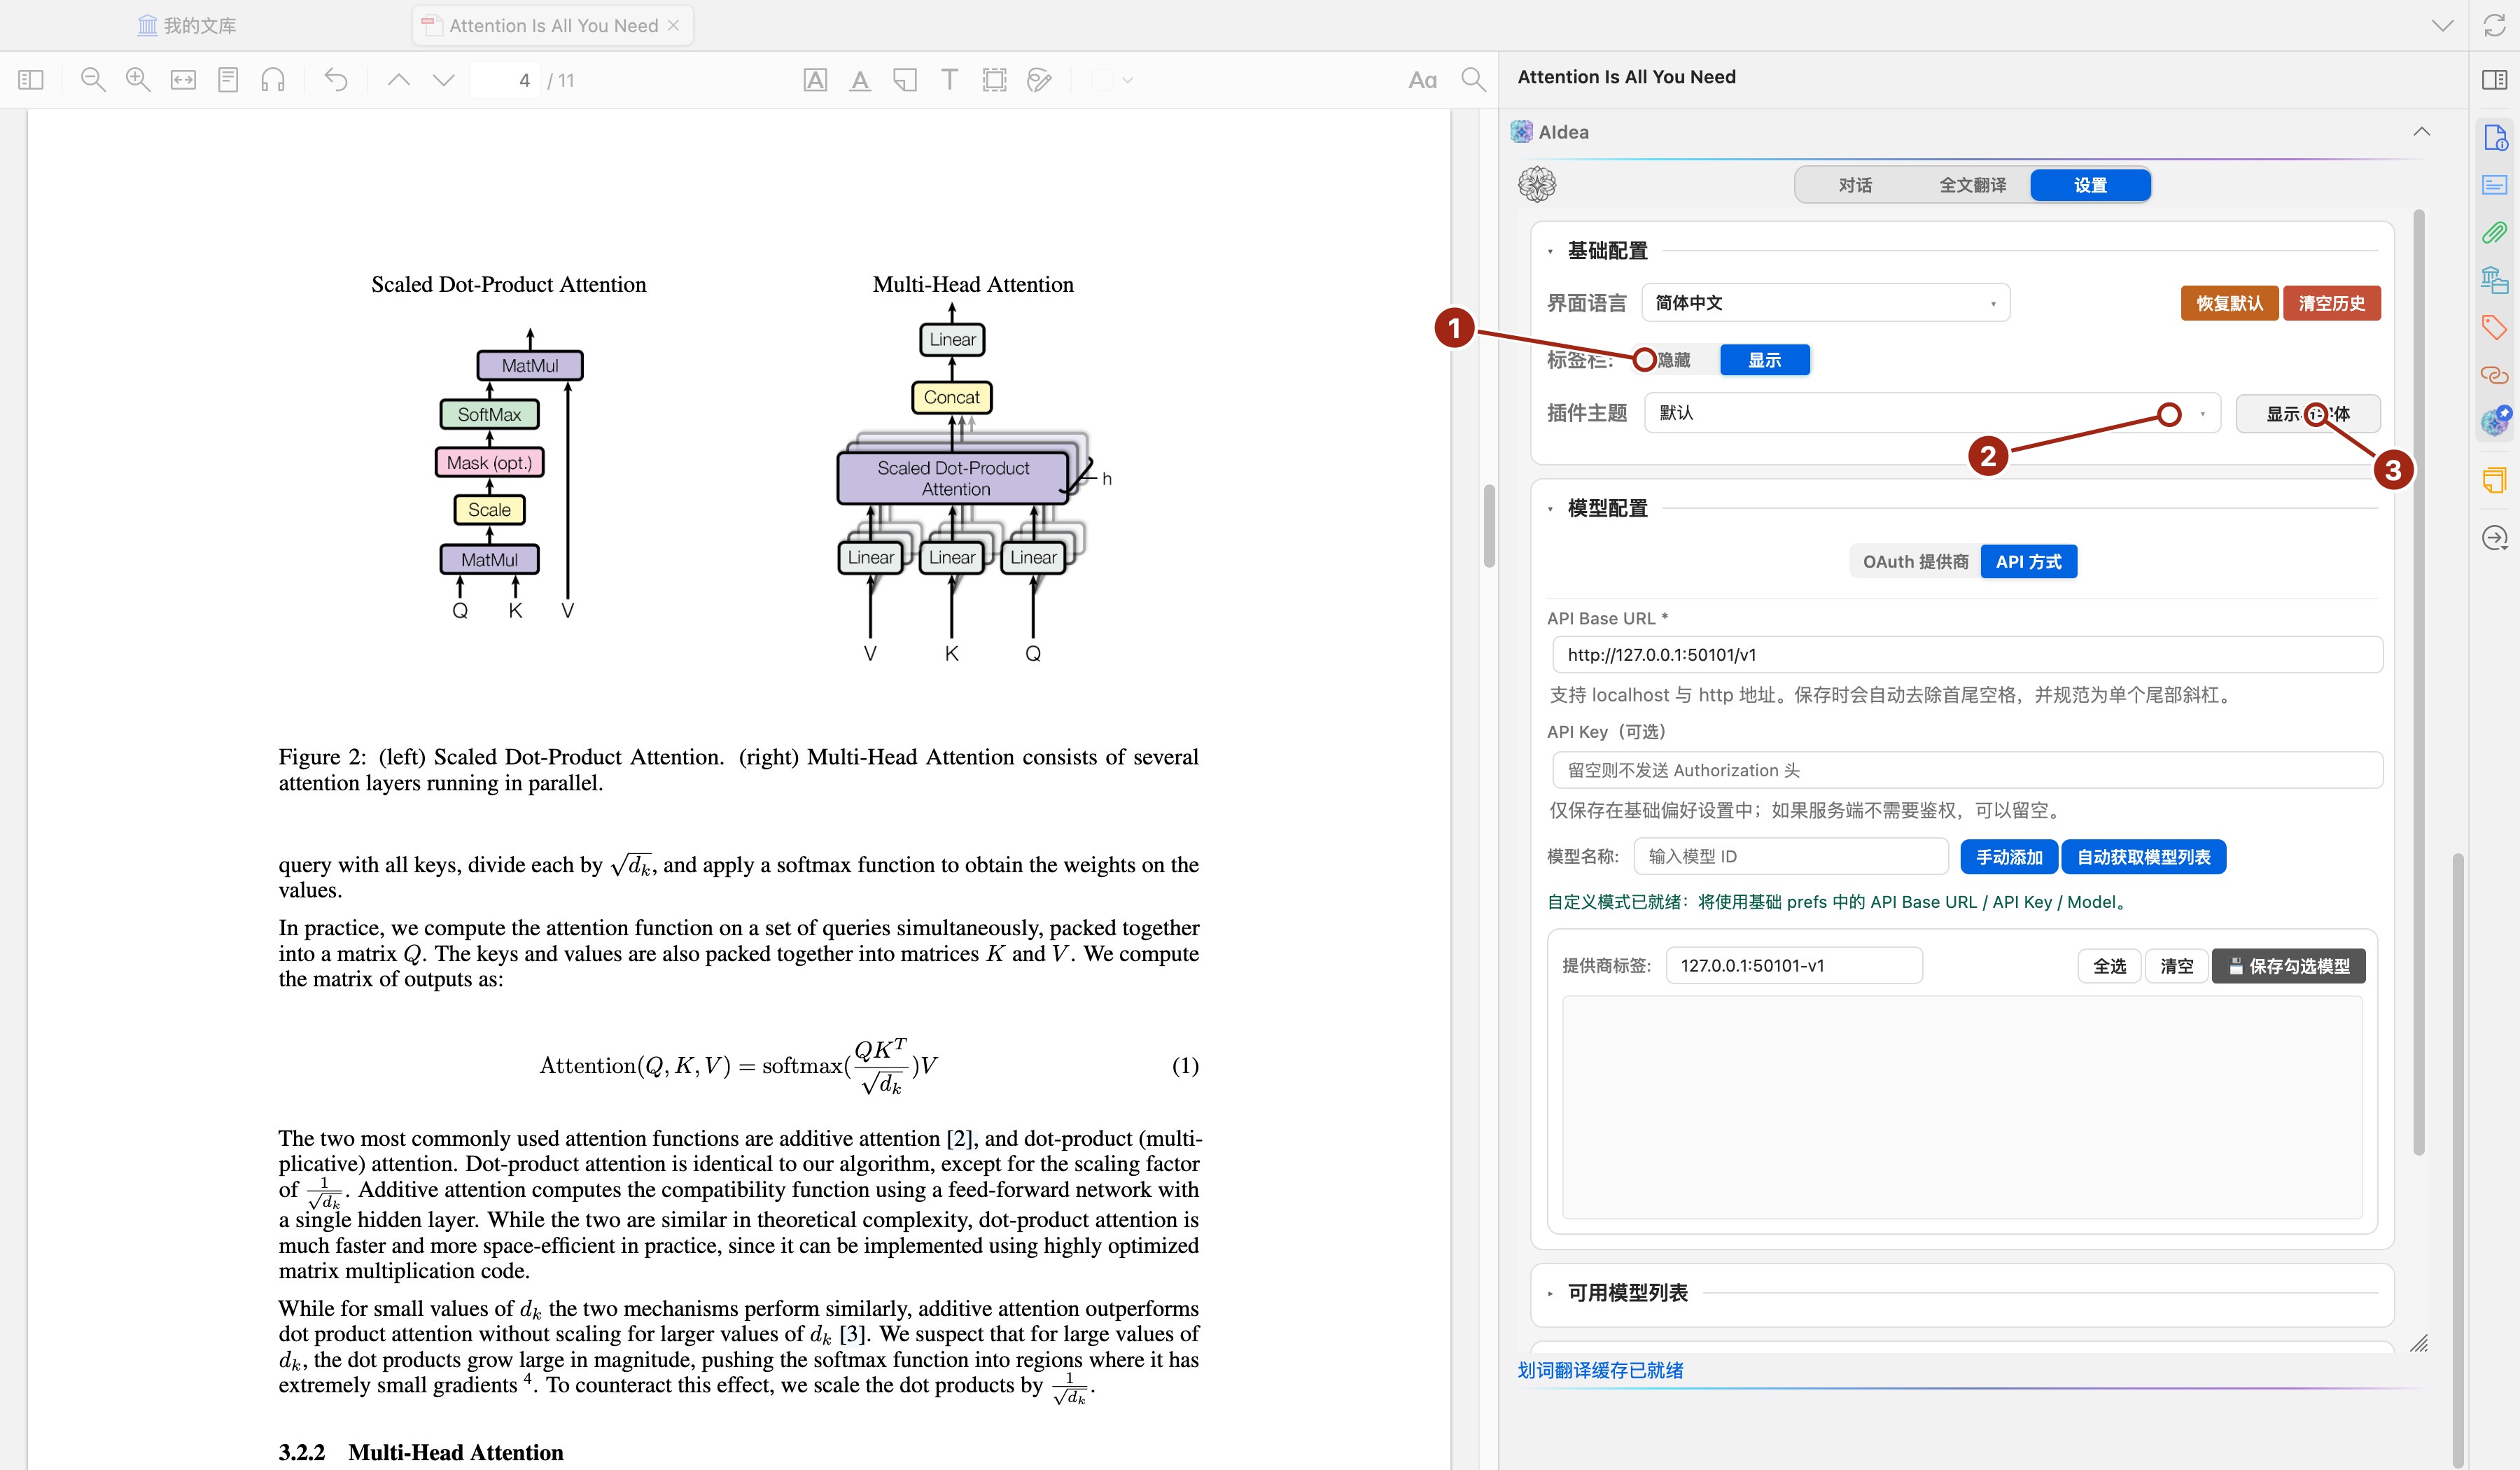 我的文库
Attention Is All You Need
4 / 11
Aa
Attention Is All You Need
AIdea
对话 全文翻译 设置
基础配置
界面语言 简体中文 恢复默认 清空历史
1
标签栏: 隐藏 显示
插件主题 默认
2
3
模型配置
OAuth 提供商 API 方式
API Base URL *
http://127.0.0.1:50101/v1
支持 localhost 与 http 地址。保存时会自动去除首尾空格，并规范为单个尾部斜杠。
API Key（可选）
留空则不发送 Authorization 头
仅保存在基础偏好设置中；如果服务端不需要鉴权，可以留空。
模型名称: 输入模型 ID 手动添加 自动获取模型列表
自定义模式已就绪：将使用基础 prefs 中的 API Base URL / API Key / Model。
提供商标签: 127.0.0.1:50101-v1 全选 清空 保存勾选模型
可用模型列表
划词翻译缓存已就绪
Scaled Dot-Product Attention
MatMul
SoftMax
Mask (opt.)
Scale
MatMul
Q K V
Multi-Head Attention
Linear
Concat
Scaled Dot-Product
Attention
h
Linear Linear Linear
V K Q
Figure 2: (left) Scaled Dot-Product Attention. (right) Multi-Head Attention consists of several
attention layers running in parallel.
query with all keys, divide each by √dk, and apply a softmax function to obtain the weights on the
values.
In practice, we compute the attention function on a set of queries simultaneously, packed together
into a matrix Q. The keys and values are also packed together into matrices K and V. We compute
the matrix of outputs as:
Attention(Q, K, V) = softmax(QK^T/√dk)V (1)
The two most commonly used attention functions are additive attention [2], and dot-product (multi-
plicative) attention. Dot-product attention is identical to our algorithm, except for the scaling factor
of 1/√dk. Additive attention computes the compatibility function using a feed-forward network with
a single hidden layer. While the two are similar in theoretical complexity, dot-product attention is
much faster and more space-efficient in practice, since it can be implemented using highly optimized
matrix multiplication code.
While for small values of dk the two mechanisms perform similarly, additive attention outperforms
dot product attention without scaling for larger values of dk [3]. We suspect that for large values of
dk, the dot products grow large in magnitude, pushing the softmax function into regions where it has
extremely small gradients 4. To counteract this effect, we scale the dot products by 1/√dk.
3.2.2 Multi-Head Attention